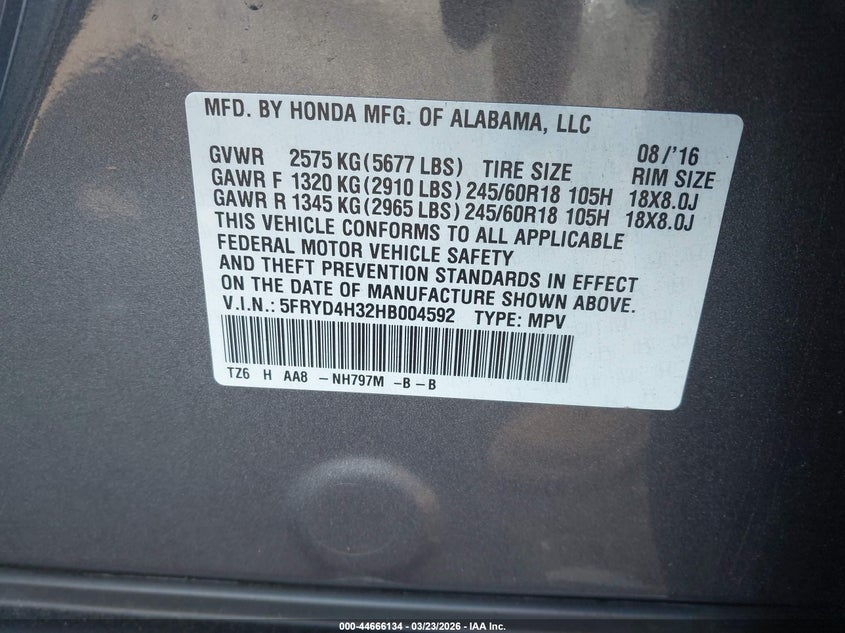 MFD. BY HONDA MFG. OF ALABAMA, LLC
08/'16
GVWR 2575 KG(5677 LBS) TIRE SIZE RIM SIZE
GAWR F 1320 KG(2910 LBS) 245/60R18 105H 18X8.0J
GAWR R 1345 KG(2965 LBS) 245/60R18 105H 18X8.0J
THIS VEHICLE CONFORMS TO ALL APPLICABLE
FEDERAL MOTOR VEHICLE SAFETY
AND THEFT PREVENTION STANDARDS IN EFFECT
ON THE DATE OF MANUFACTURE SHOWN ABOVE.
V.I.N.: 5FRYD4H32HB004592 TYPE: MPV
TZ6 H AA8 - NH797M -B-B
000-44666134 - 03/23/2026 - IAA Inc.